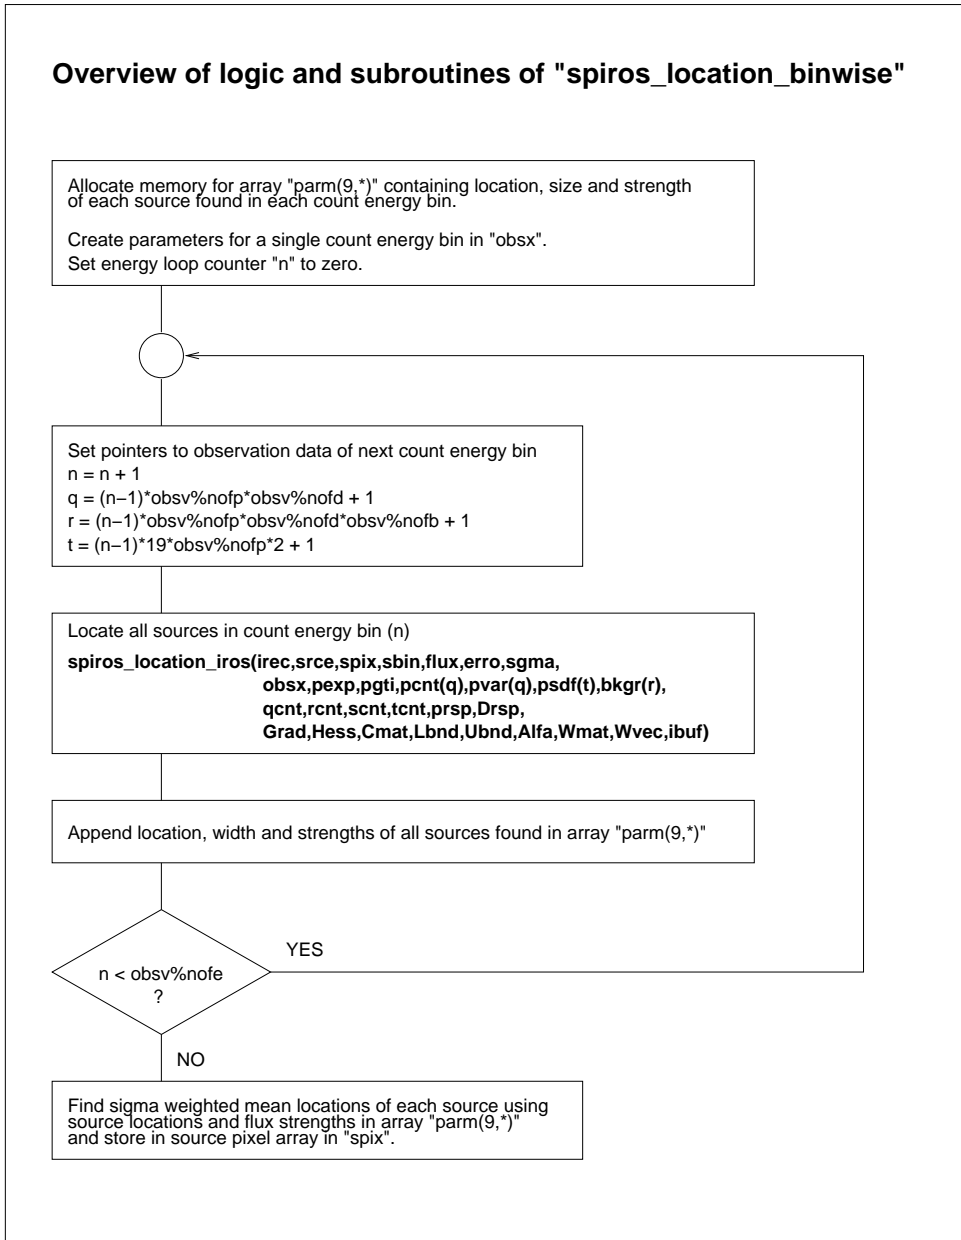 Overview of logic and subroutines of "spiros_location_binwise"
Allocate memory for array "parm(9,*)" containing location, size and strength
of each source found in each count energy bin.
Create parameters for a single count energy bin in "obsx".
Set energy loop counter "n" to zero.
Set pointers to observation data of next count energy bin
n = n + 1
q = (n−1)*obsv%nofp*obsv%nofd + 1
r = (n−1)*obsv%nofp*obsv%nofd*obsv%nofb + 1
t = (n−1)*19*obsv%nofp*2 + 1
Locate all sources in count energy bin (n)
spiros_location_iros(irec,srce,spix,sbin,flux,erro,sgma,
obsx,pexp,pgti,pcnt(q),pvar(q),psdf(t),bkgr(r),
qcnt,rcnt,scnt,tcnt,prsp,Drsp,
Grad,Hess,Cmat,Lbnd,Ubnd,Alfa,Wmat,Wvec,ibuf)
Append location, width and strengths of all sources found in array "parm(9,*)"
YES
n < obsv%nofe
?
NO
Find sigma weighted mean locations of each source using
source locations and flux strengths in array "parm(9,*)"
and store in source pixel array in "spix".